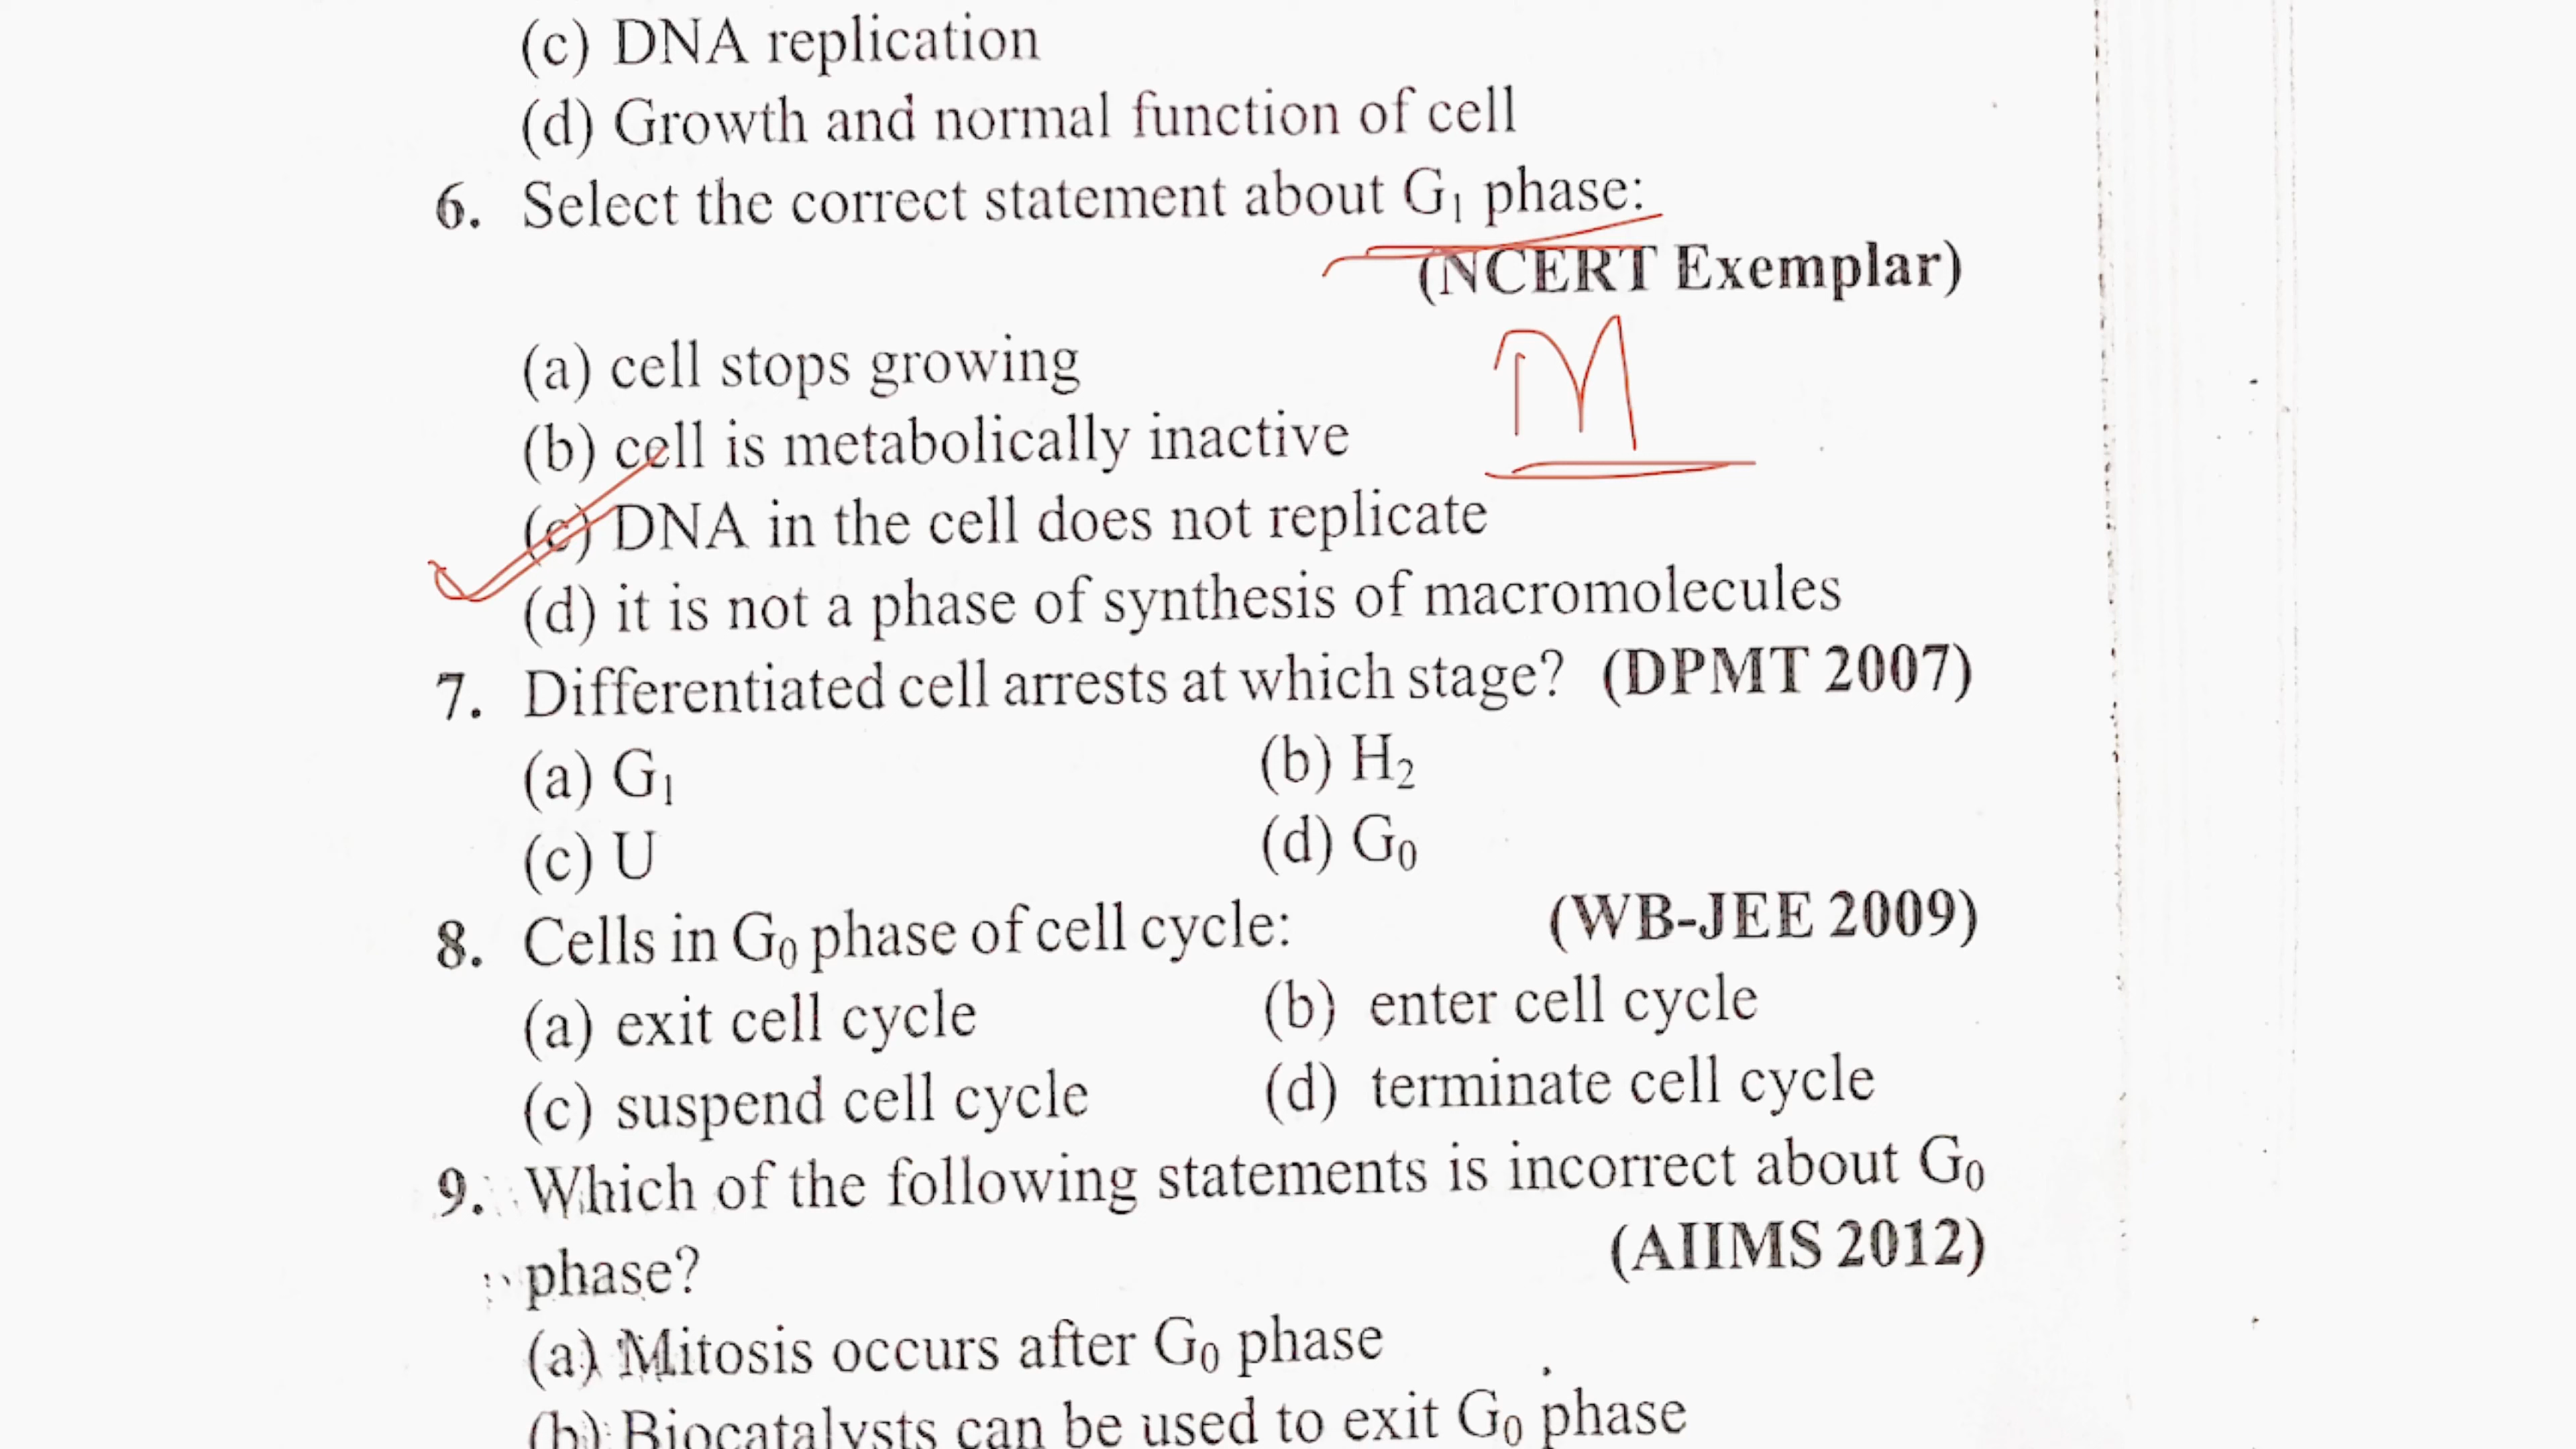 (c) DNA replication
(d) Growth and normal function of cell
6. Select the correct statement about G₁ phase:
(NCERT Exemplar)
(a) cell stops growing
M
(b) cell is metabolically inactive
(c) DNA in the cell does not replicate
(d) it is not a phase of synthesis of macromolecules
7. Differentiated cell arrests at which stage? (DPMT 2007)
(a) G₁ (b) H₂
(c) U (d) G₀
8. Cells in G₀ phase of cell cycle: (WB-JEE 2009)
(a) exit cell cycle (b) enter cell cycle
(c) suspend cell cycle (d) terminate cell cycle
9. Which of the following statements is incorrect about G₀
phase? (AIIMS 2012)
(a) Mitosis occurs after G₀ phase
(b) Biocatalysts can be used to exit G₀ phase